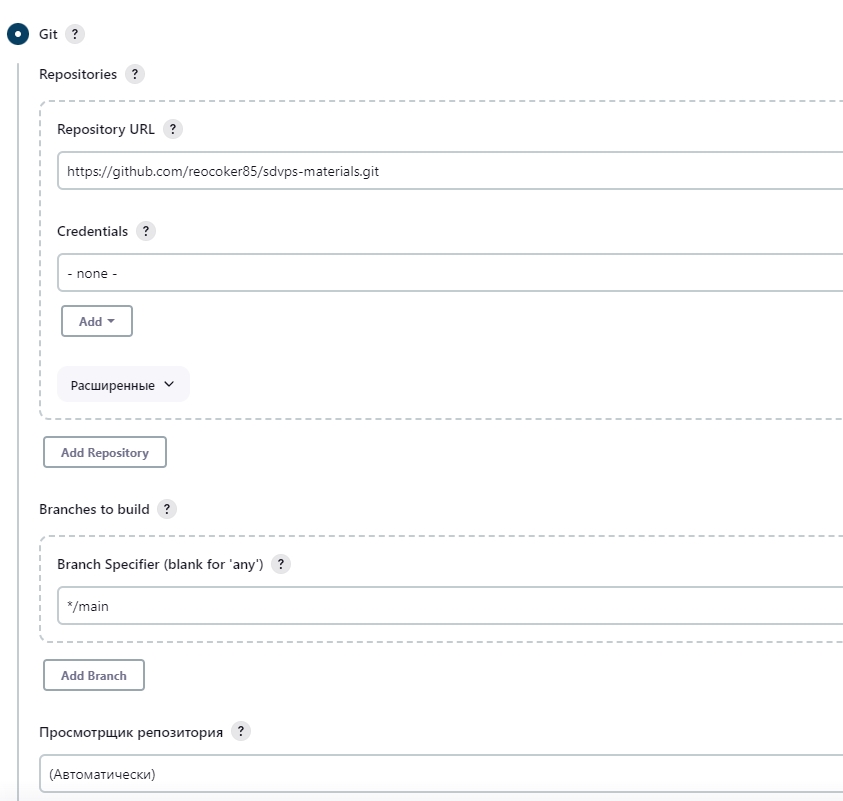 Git ?
Repositories ?
Repository URL ?
https://github.com/reocoker85/sdvps-materials.git
Credentials ?
- none -
Add
Расширенные
Add Repository
Branches to build ?
Branch Specifier (blank for 'any') ?
*/main
Add Branch
Просмотрщик репозитория ?
(Автоматически)